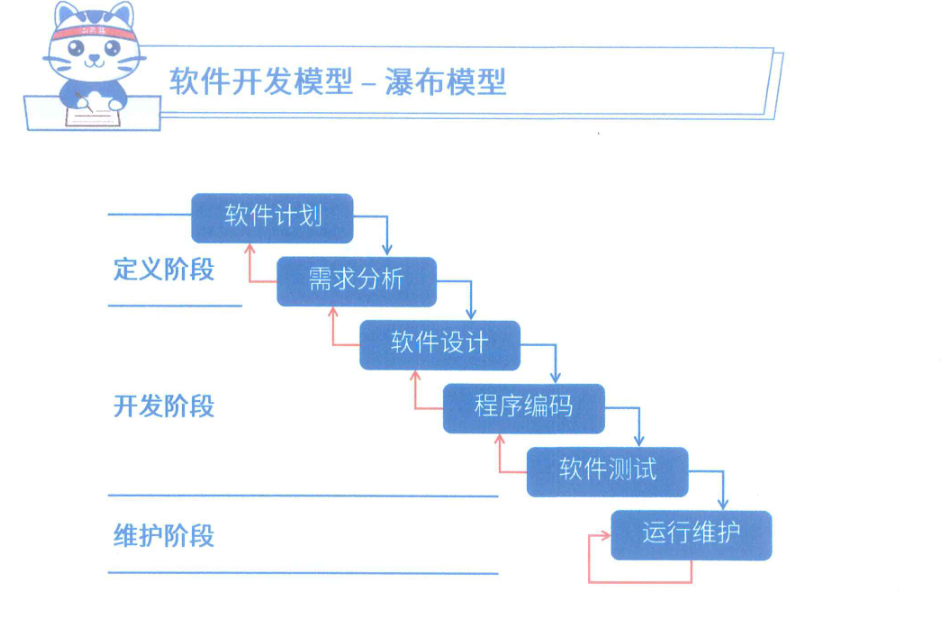 软件开发模型 – 瀑布模型
软件计划
定义阶段
需求分析
软件设计
开发阶段
程序编码
软件测试
运行维护
维护阶段